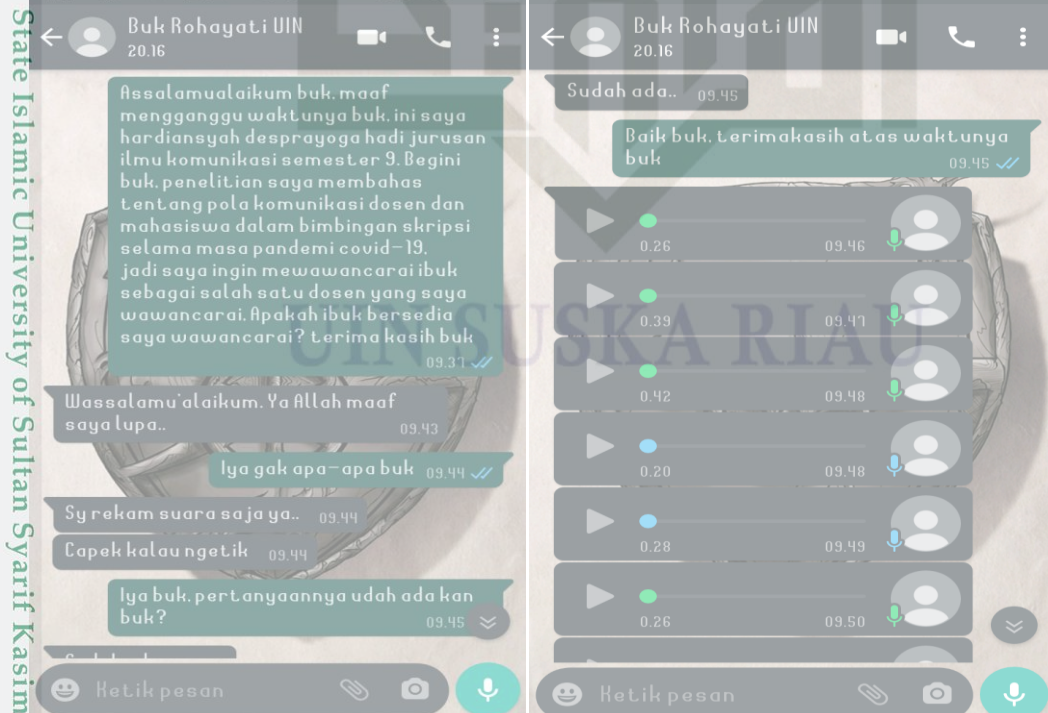 State Islamic University of Sultan Syarif Kasim
Buk Rohayati UIN
20.16
Assalamualaikum buk, maaf
mengganggu waktunya buk, ini saya
hardiansyah desprayoga hadi jurusan
ilmu komunikasi semester 9. Begini
buk, penelitian saya membahas
tentang pola komunikasi dosen dan
mahasiswa dalam bimbingan skripsi
selama masa pandemi covid-19,
jadi saya ingin mewawancarai ibuk
sebagai salah satu dosen yang saya
wawancarai. Apakah ibuk bersedia
saya wawancarai? terima kasih buk
09.37
Wassalamu'alaikum. Ya Allah maaf
saya lupa.. 09.43
Iya gak apa-apa buk 09.44
Sy rekam suara saja ya.. 09.44
Capek kalau ngetik 09.44
Iya buk, pertanyaannya udah ada kan
buk? 09.45
Ketik pesan
Buk Rohayati UIN
20.16
Sudah ada.. 09.45
Baik buk, terimakasih atas waktunya
buk 09.45
0.26 09.46
0.39 09.47
0.42 09.48
0.20 09.48
0.28 09.49
0.26 09.50
Ketik pesan
UIN SUSKA RIAU